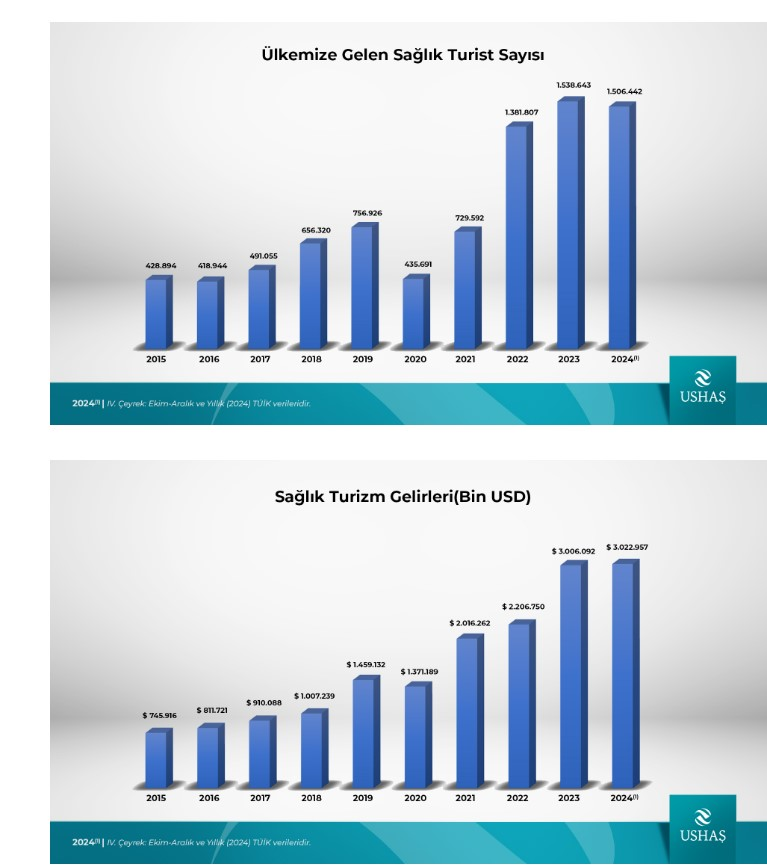 Ülkemize Gelen Sağlık Turist Sayısı
428.894 418.944 491.055 656.320 756.926 435.691 729.592 1.381.807 1.538.643 1.506.442
2015 2016 2017 2018 2019 2020 2021 2022 2023 2024⁽¹⁾
2024⁽¹⁾ | IV. Çeyrek: Ekim-Aralık ve Yıllık (2024) TÜİK verileridir.
USHAŞ
Sağlık Turizm Gelirleri(Bin USD)
$ 745.916 $ 811.721 $ 910.088 $ 1.007.239 $ 1.459.132 $ 1.371.189 $ 2.016.262 $ 2.206.750 $ 3.006.092 $ 3.022.957
2015 2016 2017 2018 2019 2020 2021 2022 2023 2024⁽¹⁾
2024⁽¹⁾ | IV. Çeyrek: Ekim-Aralık ve Yıllık (2024) TÜİK verileridir.
USHAŞ